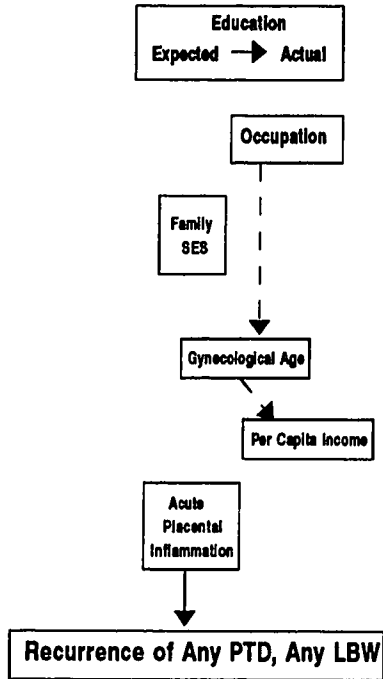 Education
Expected Actual
Occupation
Family
SES
Gynecological Age
Per Capita Income
Acute
Placental
Inflammation
Recurrence of Any PTD, Any LBW